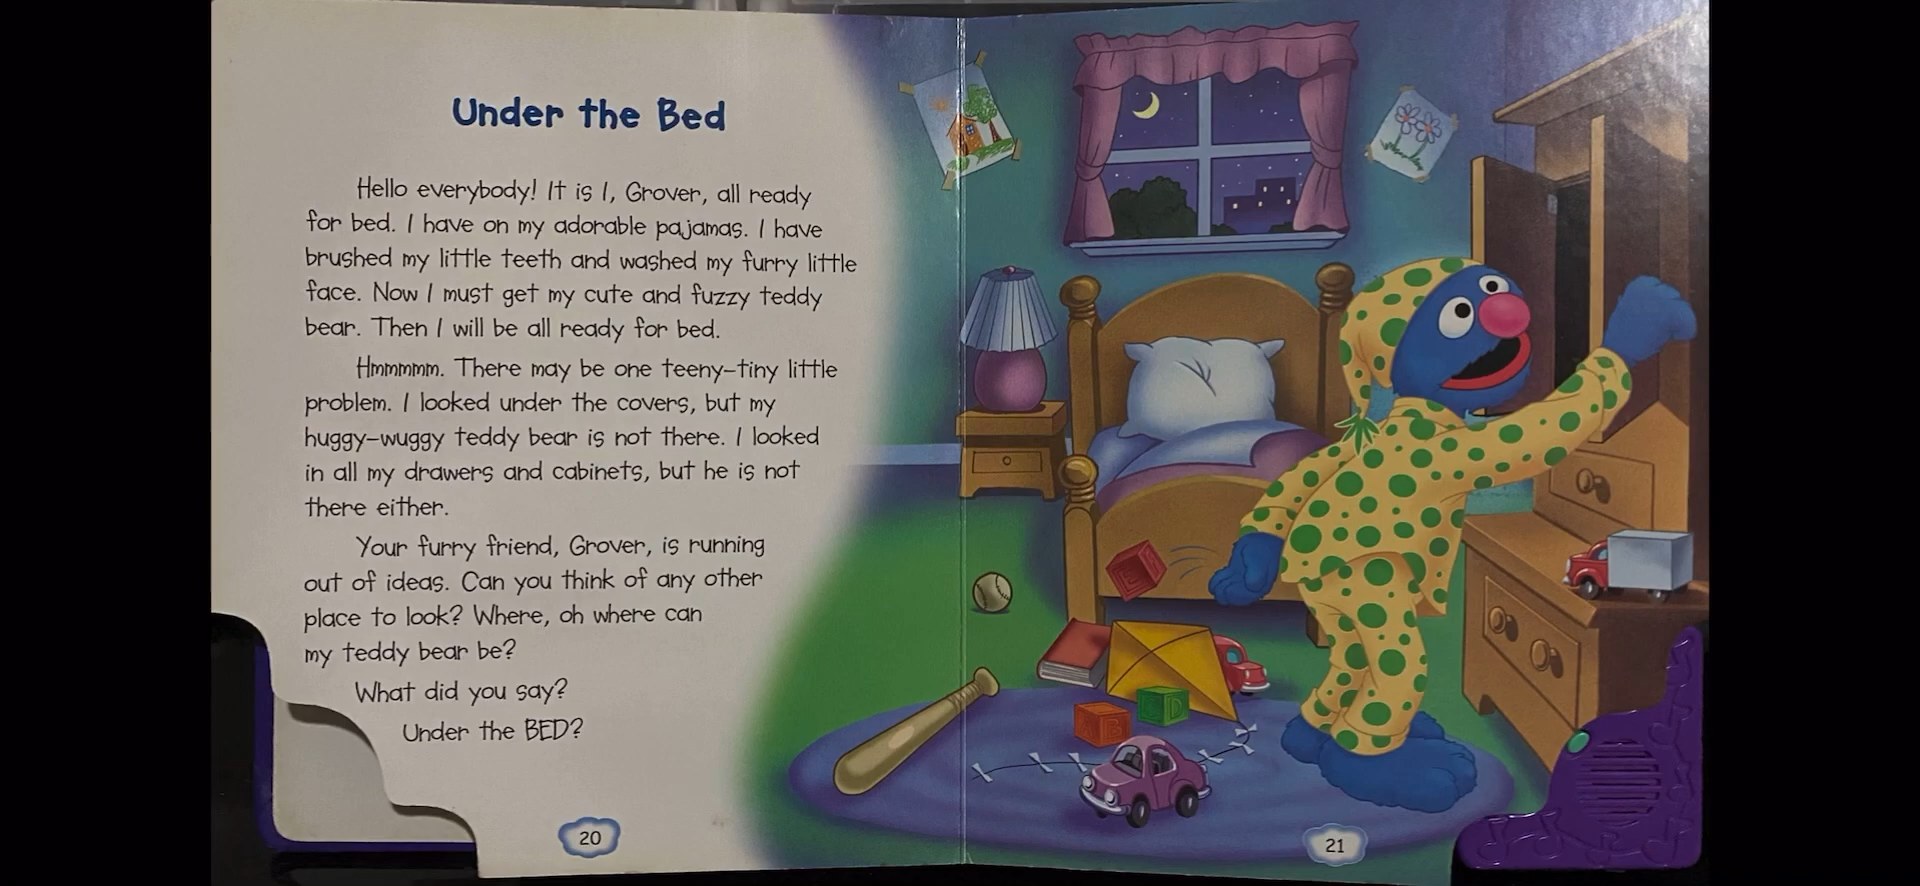 Under the Bed
Hello everybody! It is I, Grover, all ready
for bed. I have on my adorable pajamas. I have
brushed my little teeth and washed my furry little
face. Now I must get my cute and fuzzy teddy
bear. Then I will be all ready for bed.
Hmmmmm. There may be one teeny-tiny little
problem. I looked under the covers, but my
huggy-wuggy teddy bear is not there. I looked
in all my drawers and cabinets, but he is not
there either.
Your furry friend, Grover, is running
out of ideas. Can you think of any other
place to look? Where, oh where can
my teddy bear be?
What did you say?
Under the BED?
20
B
D
21